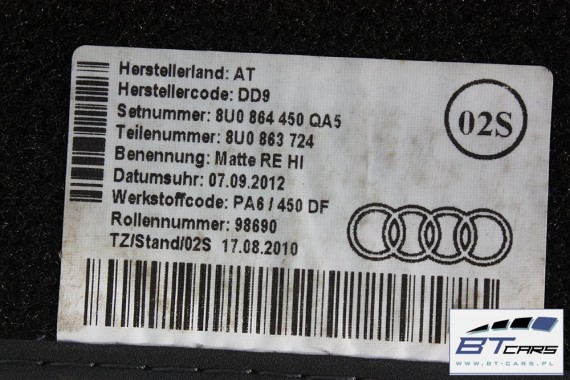 Herstellerland: AT
Herstellercode: DD9
Setnummer: 8U0 864 450 QA5
Teilenummer: 8U0 863 724
Benennung: Matte RE HI
Datumsuhr: 07.09.2012
Werkstoffcode: PA6 / 450 DF
Rollennummer: 98690
TZ/Stand/02S 17.08.2010
02S
BT CARS
WWW.BT-CARS.PL